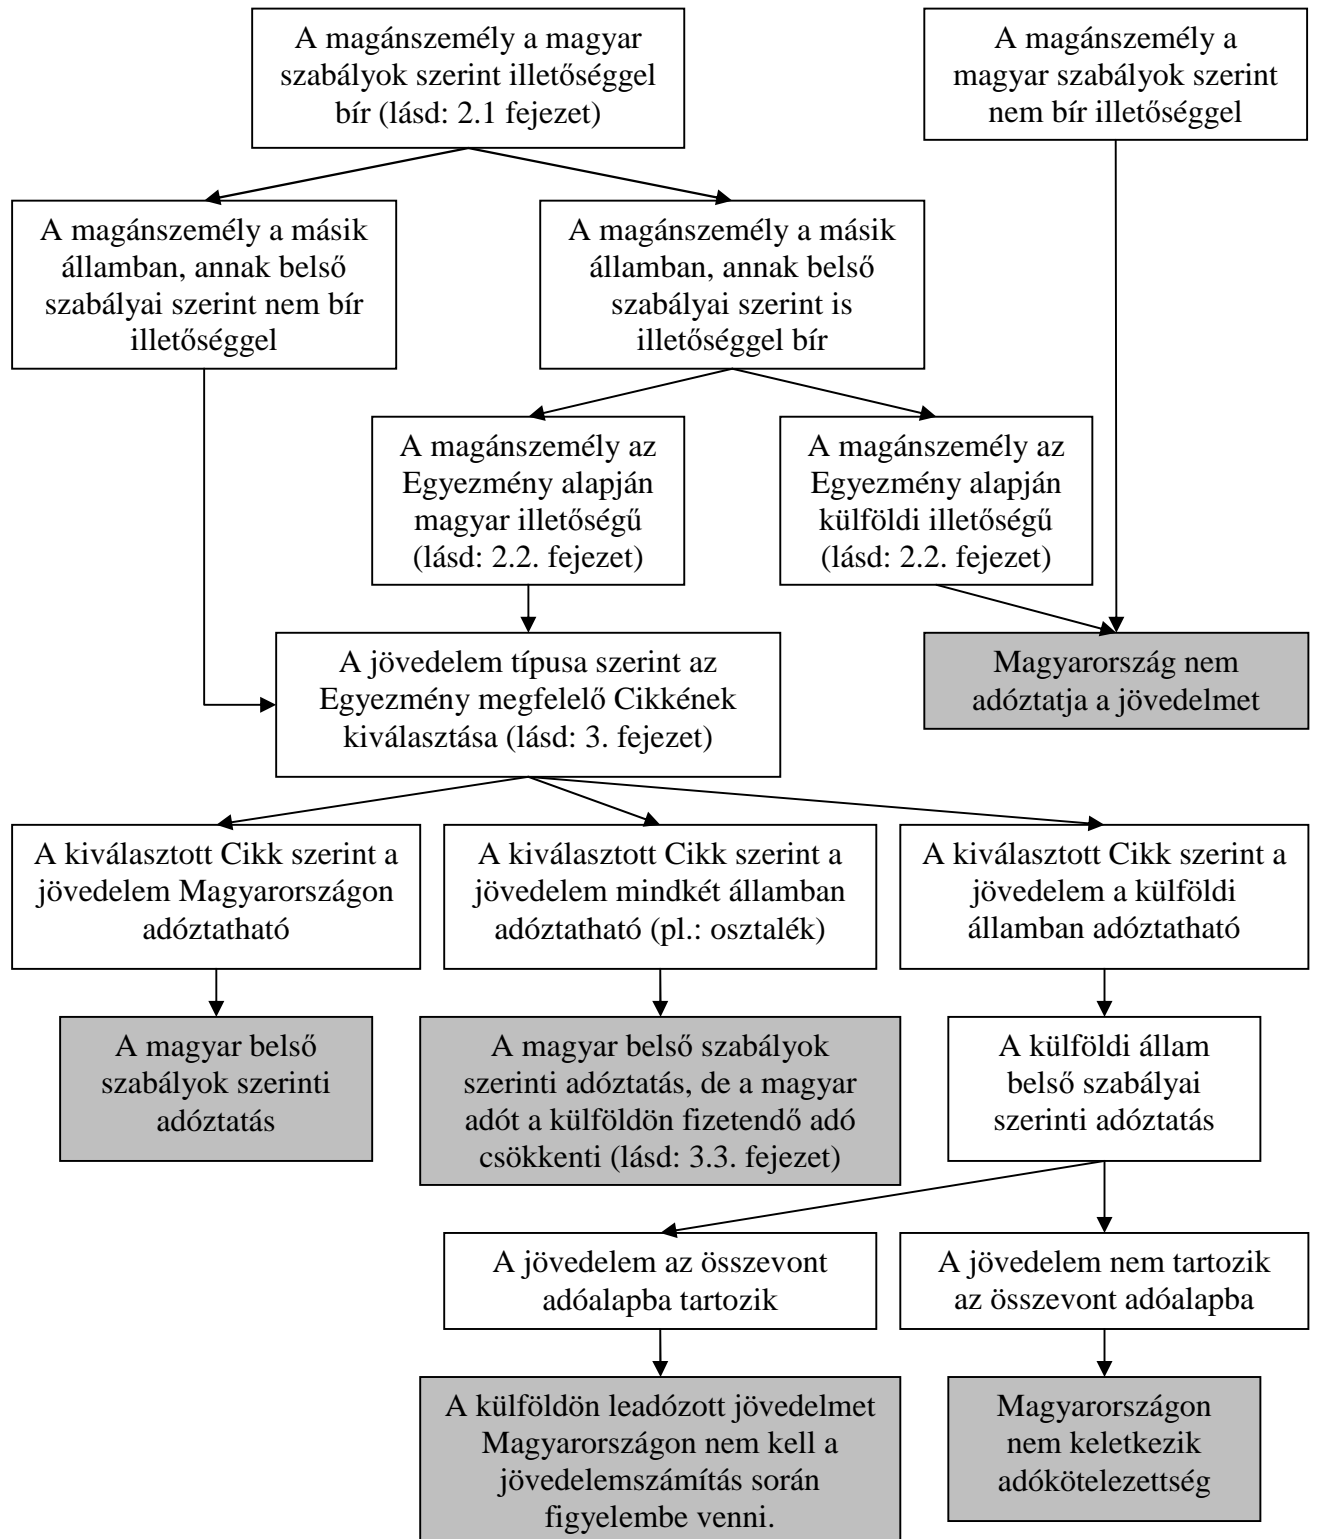 A magánszemély a magyar
szabályok szerint illetőséggel
bír (lásd: 2.1 fejezet)
A magánszemély a
magyar szabályok szerint
nem bír illetőséggel
A magánszemély a másik
államban, annak belső
szabályai szerint nem bír
illetőséggel
A magánszemély a másik
államban, annak belső
szabályai szerint is
illetőséggel bír
A magánszemély az
Egyezmény alapján
magyar illetőségű
(lásd: 2.2. fejezet)
A magánszemély az
Egyezmény alapján
külföldi illetőségű
(lásd: 2.2. fejezet)
A jövedelem típusa szerint az
Egyezmény megfelelő Cikkének
kiválasztása (lásd: 3. fejezet)
Magyarország nem
adóztatja a jövedelmet
A kiválasztott Cikk szerint a
jövedelem Magyarországon
adóztatható
A kiválasztott Cikk szerint a
jövedelem mindkét államban
adóztatható (pl.: osztalék)
A kiválasztott Cikk szerint a
jövedelem a külföldi
államban adóztatható
A magyar belső
szabályok szerinti
adóztatás
A magyar belső szabályok
szerinti adóztatás, de a magyar
adót a külföldön fizetendő adó
csökkenti (lásd: 3.3. fejezet)
A külföldi állam
belső szabályai
szerinti adóztatás
A jövedelem az összevont
adóalapba tartozik
A jövedelem nem tartozik
az összevont adóalapba
A külföldön leadózott jövedelmet
Magyarországon nem kell a
jövedelemszámítás során
figyelembe venni.
Magyarországon
nem keletkezik
adókötelezettség